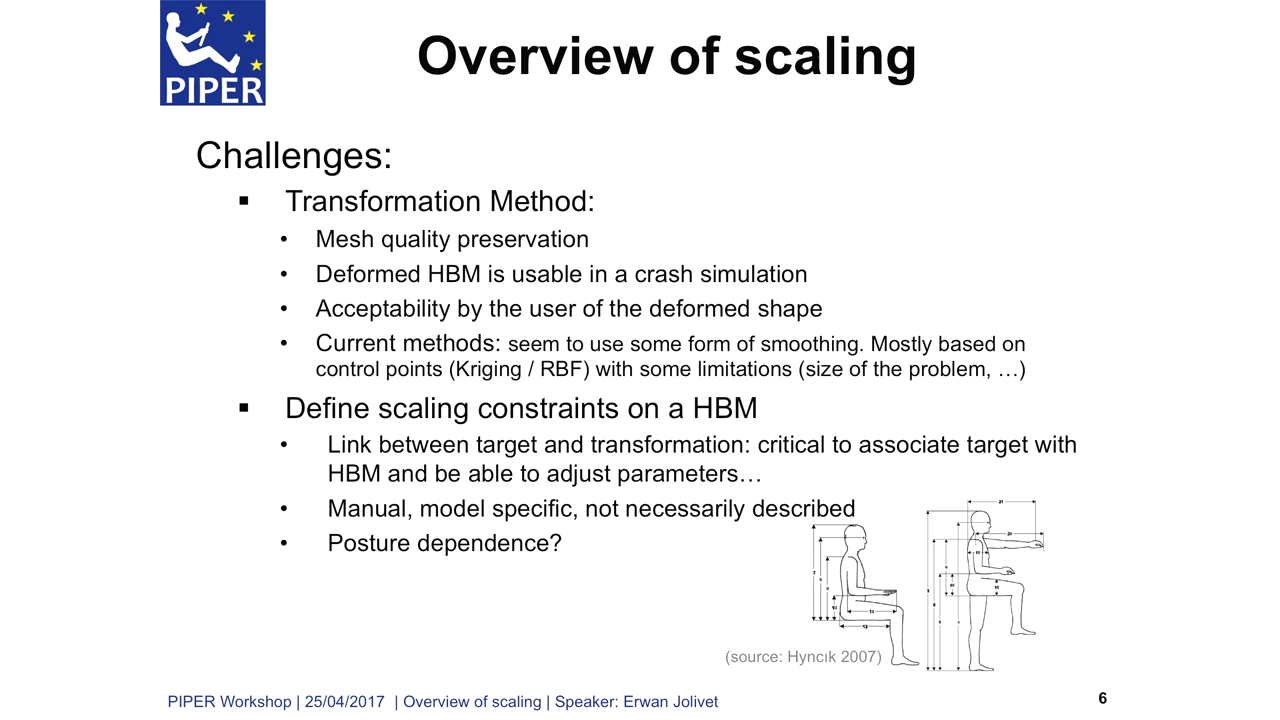 PIPER
Overview of scaling
Challenges:
▪ Transformation Method:
• Mesh quality preservation
• Deformed HBM is usable in a crash simulation
• Acceptability by the user of the deformed shape
• Current methods: seem to use some form of smoothing. Mostly based on
control points (Kriging / RBF) with some limitations (size of the problem, …)
▪ Define scaling constraints on a HBM
• Link between target and transformation: critical to associate target with
HBM and be able to adjust parameters…
• Manual, model specific, not necessarily described
• Posture dependence?
(source: Hyncık 2007)
PIPER Workshop | 25/04/2017 | Overview of scaling | Speaker: Erwan Jolivet
6